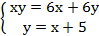 xy = 6x + 6y
y = x + 5